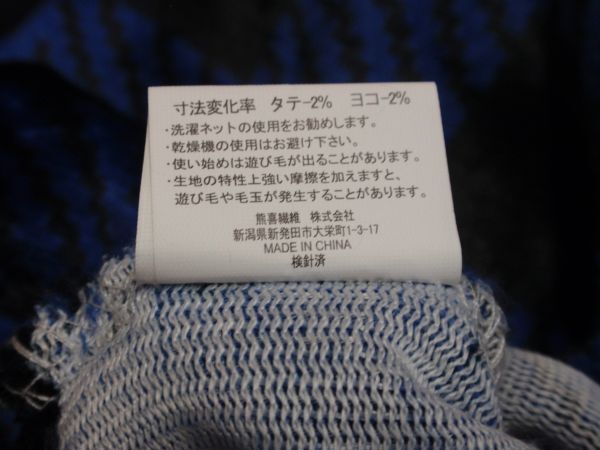 寸法変化率 タテ-2% ヨコ-2%
・洗濯ネットの使用をお勧めします。
・乾燥機の使用はお避け下さい。
・使い始めは遊び毛が出ることがあります。
・生地の特性上強い摩擦を加えますと、
遊び毛や毛玉が発生することがあります。
熊喜繊維 株式会社
新潟県新発田市大栄町1-3-17
MADE IN CHINA
検針済